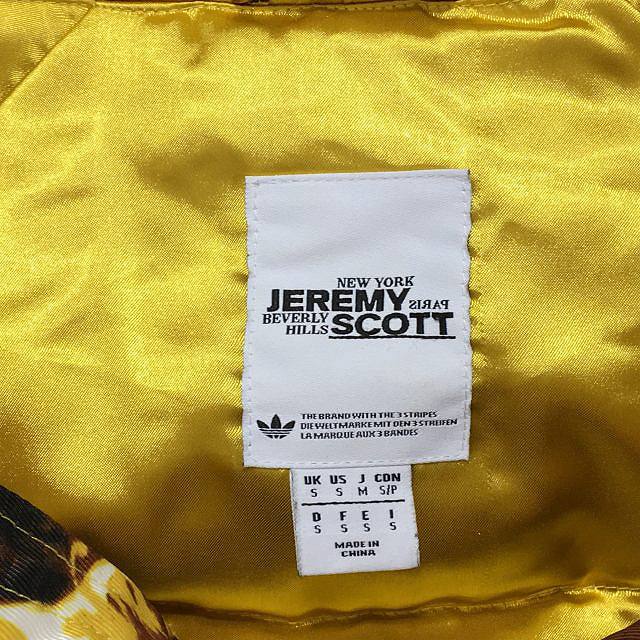 NEW YORK
JEREMY PARIS
BEVERLY
HILLS SCOTT
THE BRAND WITH THE 3 STRIPES
DIE WELTMARKE MIT DEN 3 STREIFEN
LA MARQUE AUX 3 BANDES
UK US J CDN
S S M S/P
D F E I
S S S S
MADE IN
CHINA